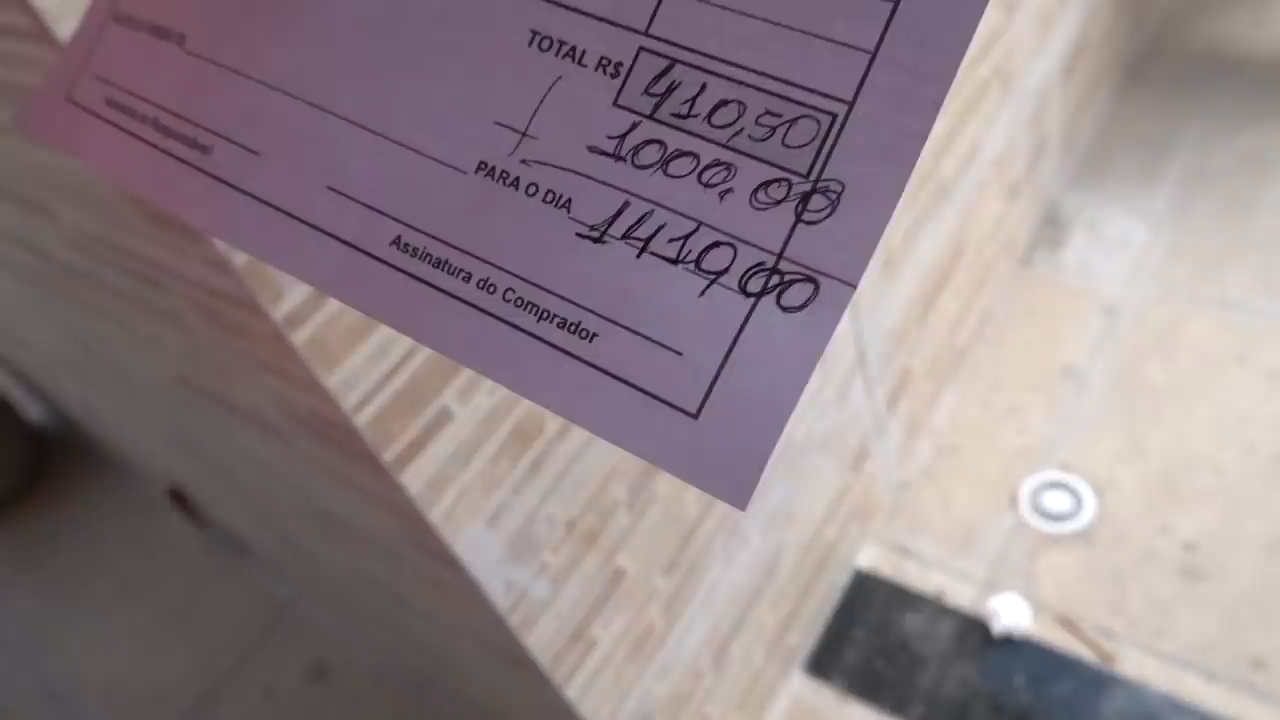 TOTAL R$ 410,50
+ 1000,00
PARA O DIA 1410,00
Assinatura do Comprador